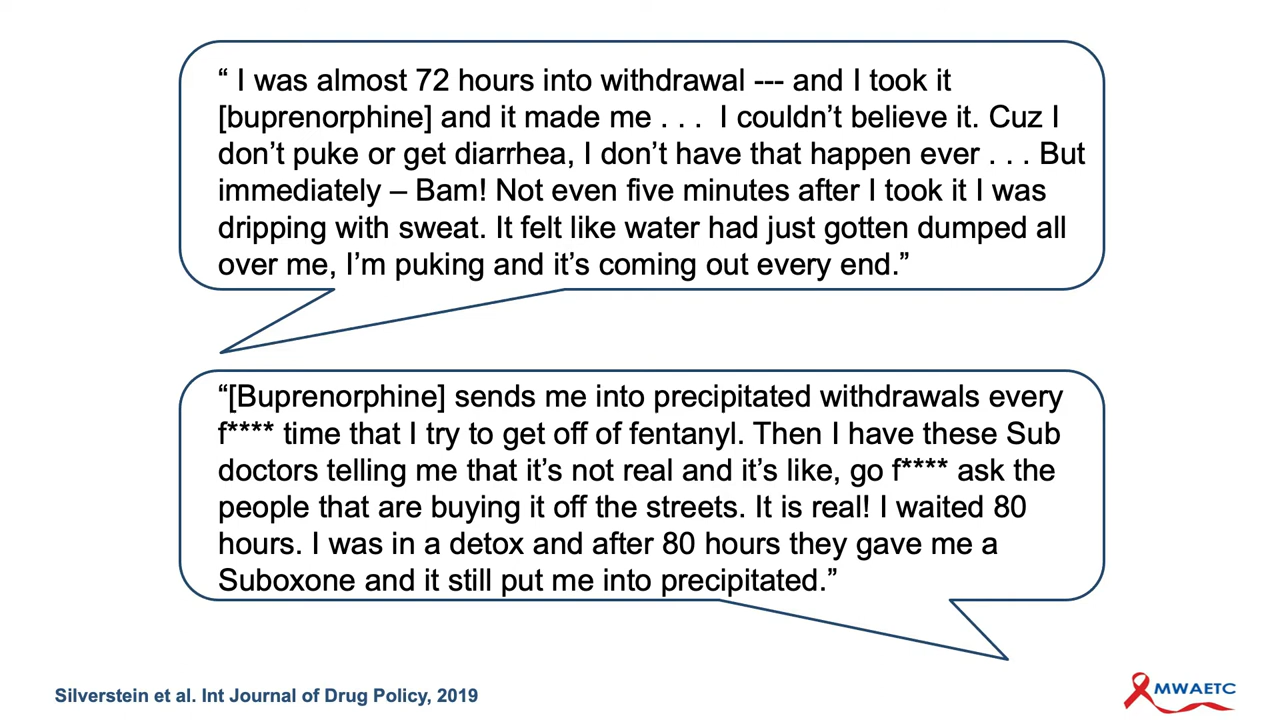 “ I was almost 72 hours into withdrawal --- and I took it
[buprenorphine] and it made me . . .  I couldn’t believe it. Cuz I
don’t puke or get diarrhea, I don’t have that happen ever . . . But
immediately – Bam! Not even five minutes after I took it I was
dripping with sweat. It felt like water had just gotten dumped all
over me, I’m puking and it’s coming out every end.”
“[Buprenorphine] sends me into precipitated withdrawals every
f**** time that I try to get off of fentanyl. Then I have these Sub
doctors telling me that it’s not real and it’s like, go f**** ask the
people that are buying it off the streets. It is real! I waited 80
hours. I was in a detox and after 80 hours they gave me a
Suboxone and it still put me into precipitated.”
Silverstein et al. Int Journal of Drug Policy, 2019
MWAETC